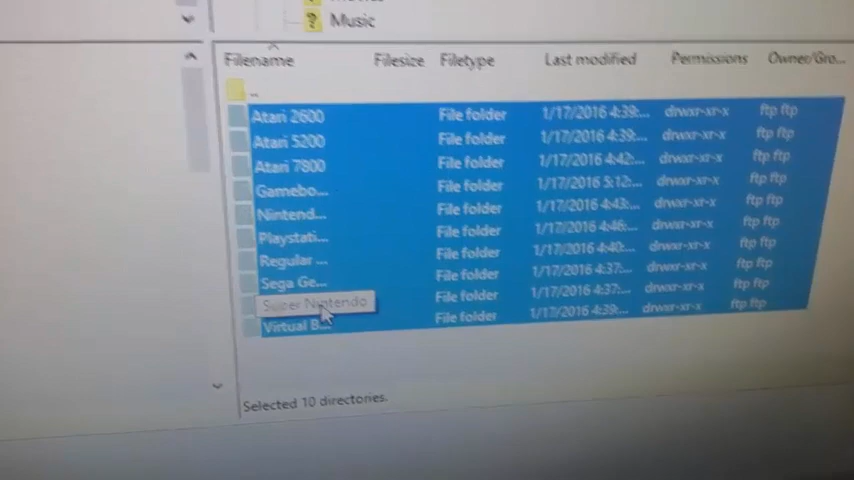 Music
Filename Filesize Filetype Last modified Permissions Owner/Gro...
..
Atari 2600 File folder 1/17/2016 4:39:... drwxr-xr-x ftp ftp
Atari 5200 File folder 1/17/2016 4:39:... drwxr-xr-x ftp ftp
Atari 7800 File folder 1/17/2016 4:42:... drwxr-xr-x ftp ftp
Gamebo... File folder 1/17/2016 5:12:... drwxr-xr-x ftp ftp
Nintend... File folder 1/17/2016 4:43:... drwxr-xr-x ftp ftp
Playstati... File folder 1/17/2016 4:46:... drwxr-xr-x ftp ftp
Regular ... File folder 1/17/2016 4:40:... drwxr-xr-x ftp ftp
Sega Ge... File folder 1/17/2016 4:37:... drwxr-xr-x ftp ftp
Super Nintendo File folder 1/17/2016 4:37:... drwxr-xr-x ftp ftp
Virtual B... File folder 1/17/2016 4:39:... drwxr-xr-x ftp ftp
Selected 10 directories.